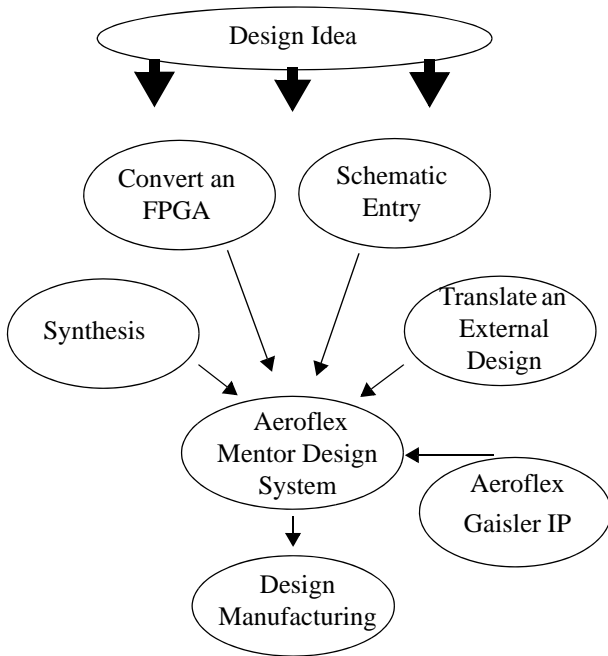 Design Idea
Convert an
FPGA
Schematic
Entry
Synthesis
Translate an
External
Design
Aeroflex
Mentor Design
System
Aeroflex
Gaisler IP
Design
Manufacturing